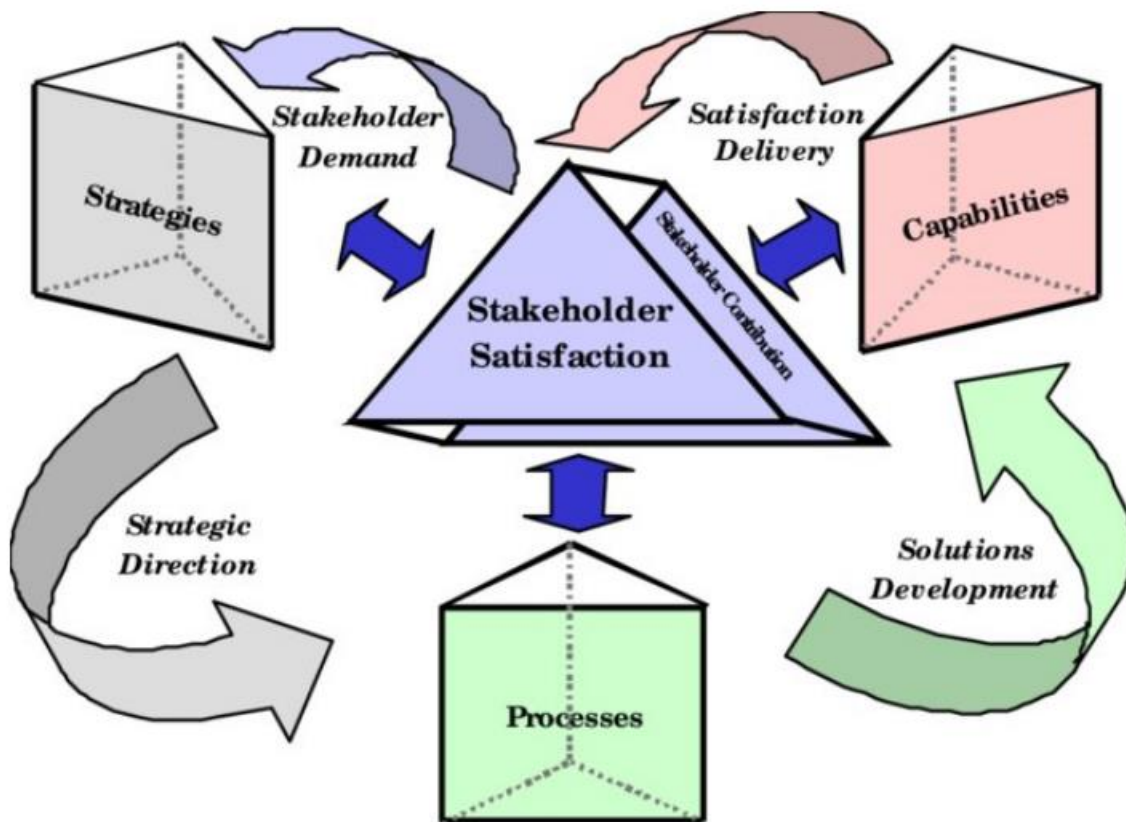 Stakeholder
Demand
Satisfaction
Delivery
Strategies
Capabilities
Stakeholder
Satisfaction
Stakeholder Contribution
Strategic
Direction
Solutions
Development
Processes